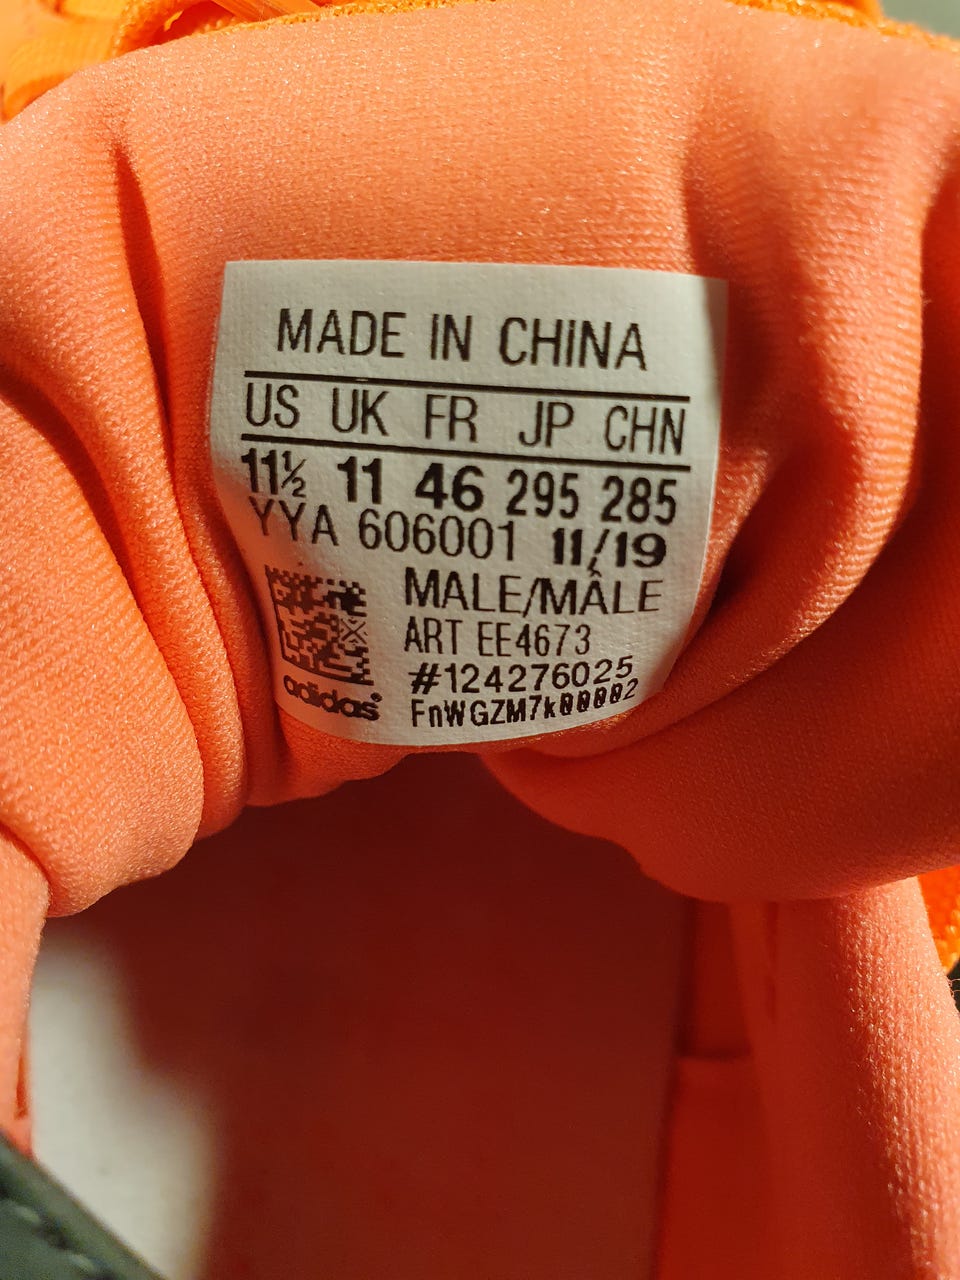 MADE IN CHINA
US UK FR JP CHN
11½ 11 46 295 285
YYA 606001 11/19
MALE/MÂLE
ART EE4673
#124276025
FnWGZM7k00002
adidas®